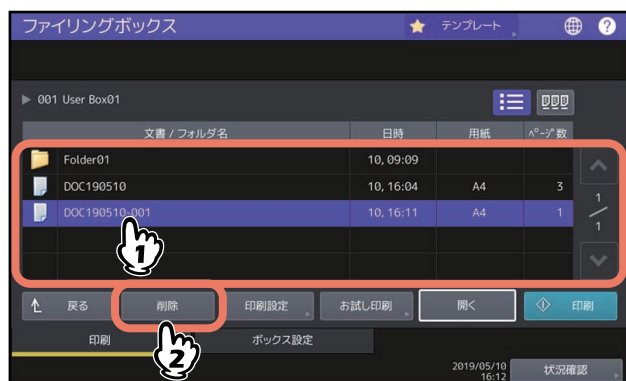 ファイリングボックス テンプレート ?
001 User Box01
文書 / フォルダ名 日時 用紙 ページ数
Folder01 10, 09:09
DOC190510 10, 16:04 A4 3
DOC190510-001 10, 16:11 A4 1
1
1
1
戻る 削除 印刷設定 お試し印刷 開く 印刷
2
印刷 ボックス設定
2019/05/10
16:12
状況確認